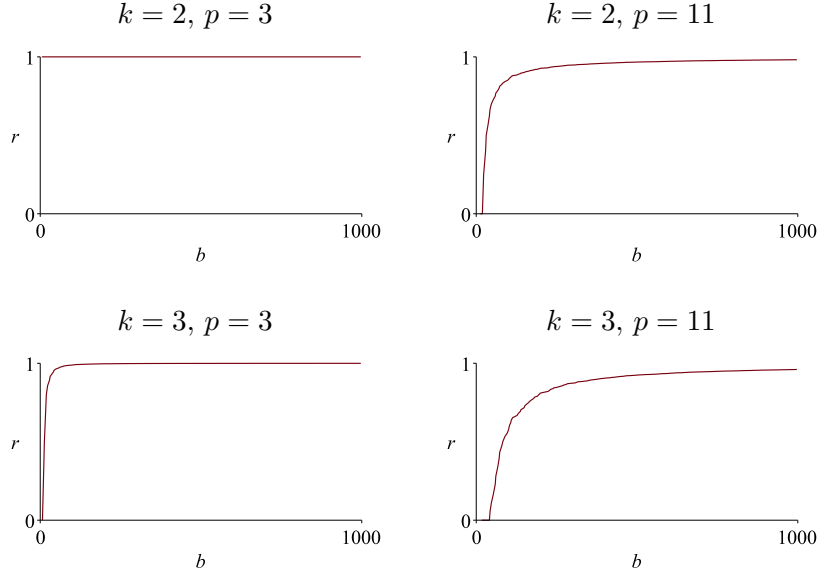 k = 2, p = 3
1
r
0
0
1000
b
k = 2, p = 11
1
r
0
0
1000
b
k = 3, p = 3
1
r
0
0
1000
b
k = 3, p = 11
1
r
0
0
1000
b